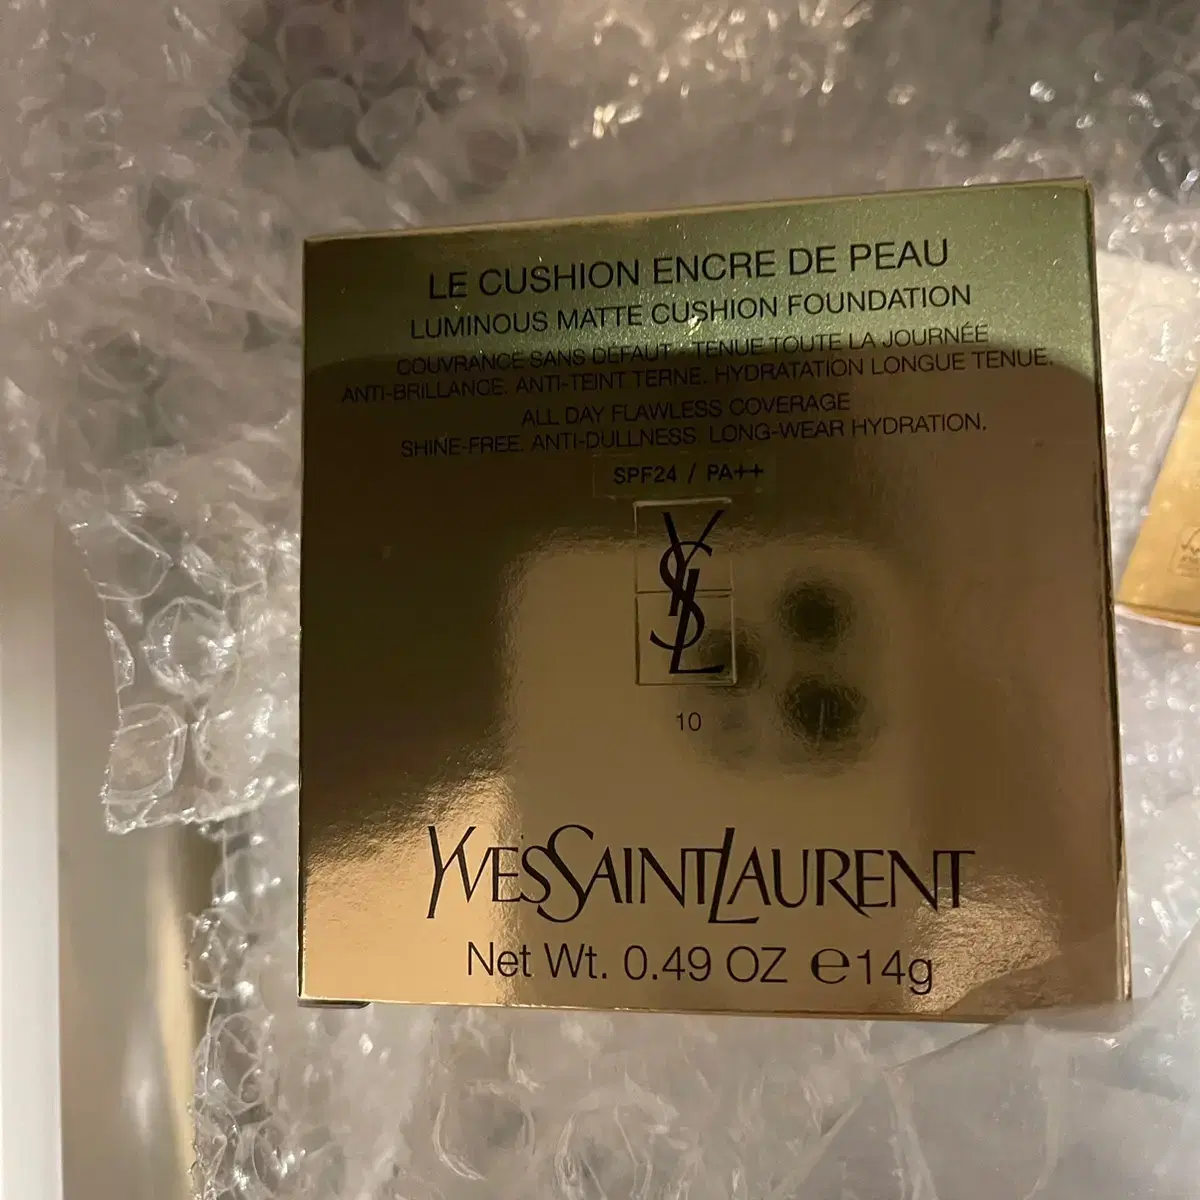 LE CUSHION ENCRE DE PEAU
LUMINOUS MATTE CUSHION FOUNDATION
COUVRANCE SANS DÉFAUT - TENUE TOUTE LA JOURNÉE
ANTI-BRILLANCE. ANTI-TEINT TERNE. HYDRATATION LONGUE TENUE.
ALL DAY FLAWLESS COVERAGE
SHINE-FREE. ANTI-DULLNESS. LONG-WEAR HYDRATION.
SPF24 / PA++
YSL
10
YVESSAINTLAURENT
Net Wt. 0.49 OZ ℮14g